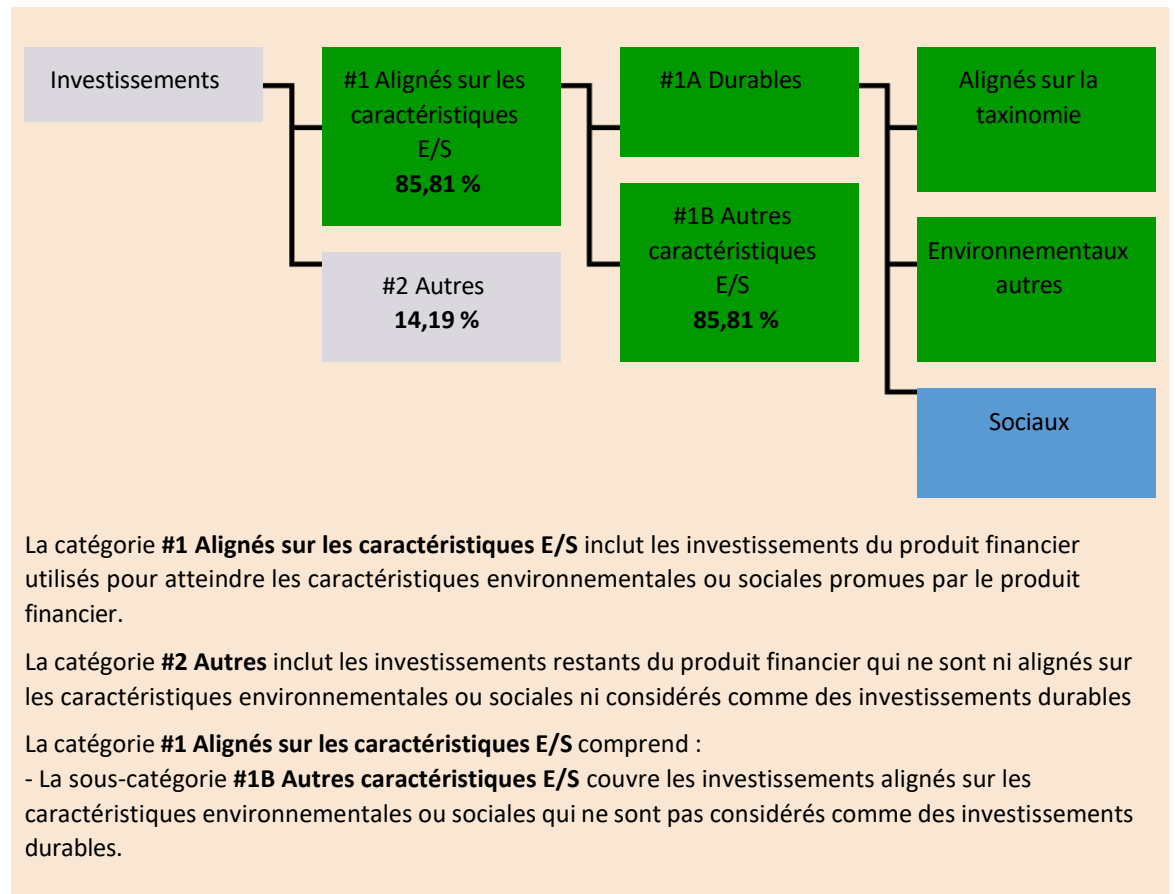 Investissements
#1 Alignés sur les
caractéristiques
E/S
85,81 %
#2 Autres
14,19 %
#1A Durables
#1B Autres
caractéristiques
E/S
85,81 %
Alignés sur la
taxinomie
Environnementaux
autres
Sociaux
La catégorie #1 Alignés sur les caractéristiques E/S inclut les investissements du produit financier
utilisés pour atteindre les caractéristiques environnementales ou sociales promues par le produit
financier.
La catégorie #2 Autres inclut les investissements restants du produit financier qui ne sont ni alignés sur
les caractéristiques environnementales ou sociales ni considérés comme des investissements durables
La catégorie #1 Alignés sur les caractéristiques E/S comprend :
- La sous-catégorie #1B Autres caractéristiques E/S couvre les investissements alignés sur les
caractéristiques environnementales ou sociales qui ne sont pas considérés comme des investissements
durables.